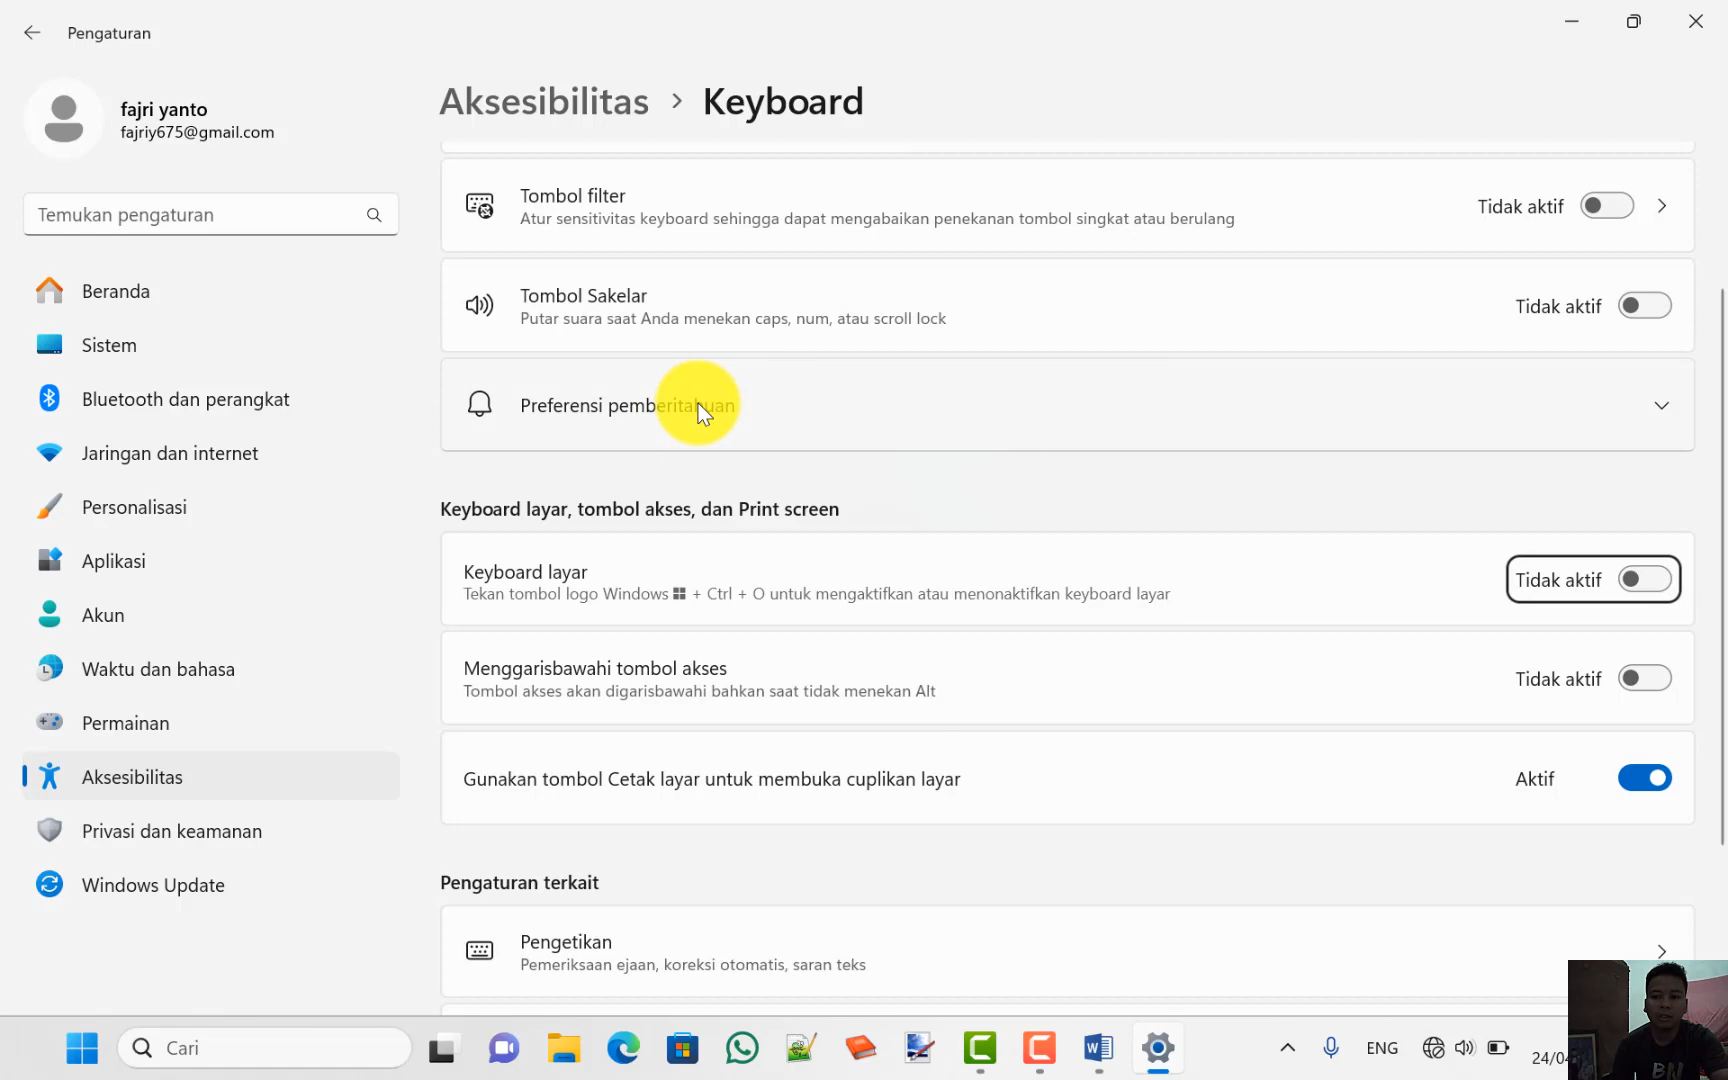 Pengaturan
fajri yanto
fajriy675@gmail.com
Temukan pengaturan
Beranda
Sistem
Bluetooth dan perangkat
Jaringan dan internet
Personalisasi
Aplikasi
Akun
Waktu dan bahasa
Permainan
Aksesibilitas
Privasi dan keamanan
Windows Update
Aksesibilitas > Keyboard
Tombol filter
Atur sensitivitas keyboard sehingga dapat mengabaikan penekanan tombol singkat atau berulang
Tidak aktif
Tombol Sakelar
Putar suara saat Anda menekan caps, num, atau scroll lock
Tidak aktif
Preferensi pemberitahuan
Keyboard layar, tombol akses, dan Print screen
Keyboard layar
Tekan tombol logo Windows + Ctrl + O untuk mengaktifkan atau menonaktifkan keyboard layar
Tidak aktif
Menggarisbawahi tombol akses
Tombol akses akan digarisbawahi bahkan saat tidak menekan Alt
Tidak aktif
Gunakan tombol Cetak layar untuk membuka cuplikan layar
Aktif
Pengaturan terkait
Pengetikan
Pemeriksaan ejaan, koreksi otomatis, saran teks
Cari
ENG